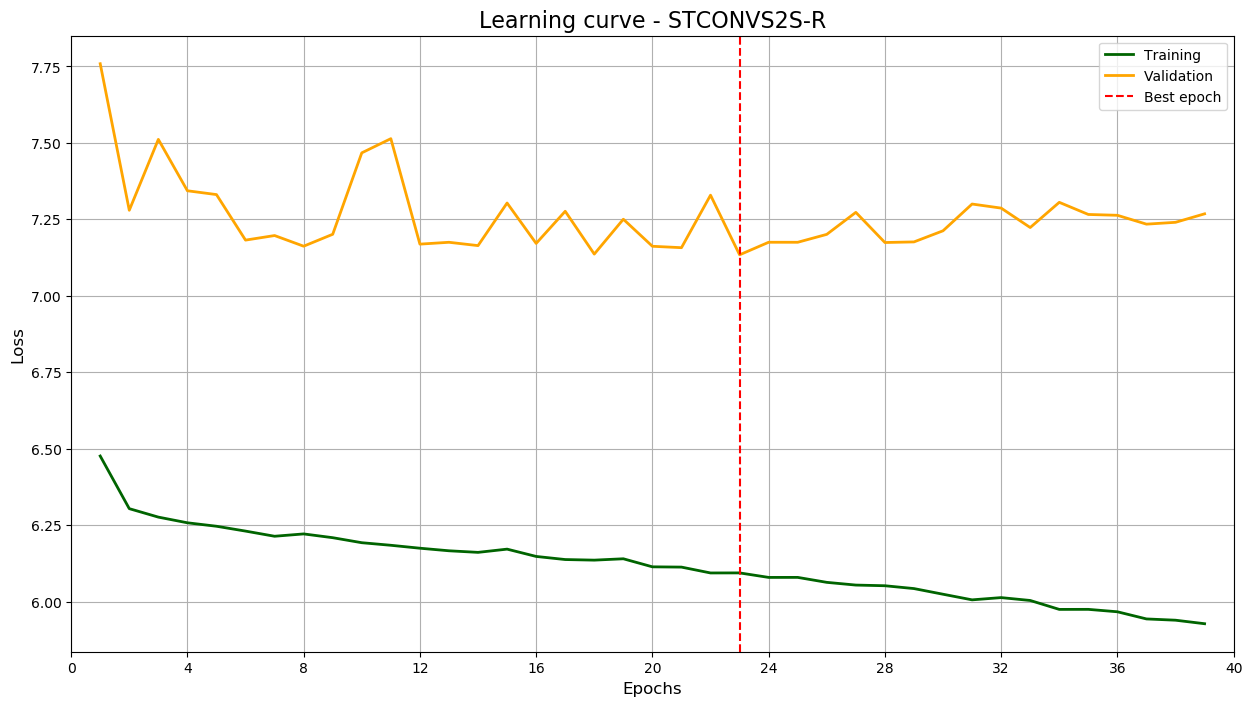 Learning curve - STCONVS2S-R
Training
Validation
Best epoch
7.75
7.50
7.25
7.00
6.75
6.50
6.25
6.00
Loss
0 4 8 12 16 20 24 28 32 36 40
Epochs